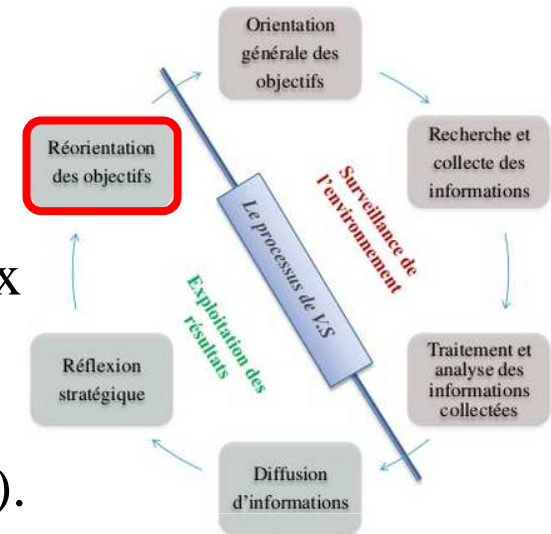 Orientation
générale des
objectifs
Recherche et
collecte des
informations
Traitement et
analyse des
informations
collectées
Diffusion
d'informations
Réflexion
stratégique
Réorientation
des objectifs
Surveillance de
l'environnement
Le processus de V.S
Exploitation des
résultats
x
).